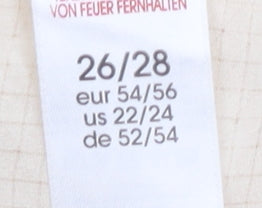 VON FEUER FERNHALTEN
26/28
eur 54/56
us 22/24
de 52/54